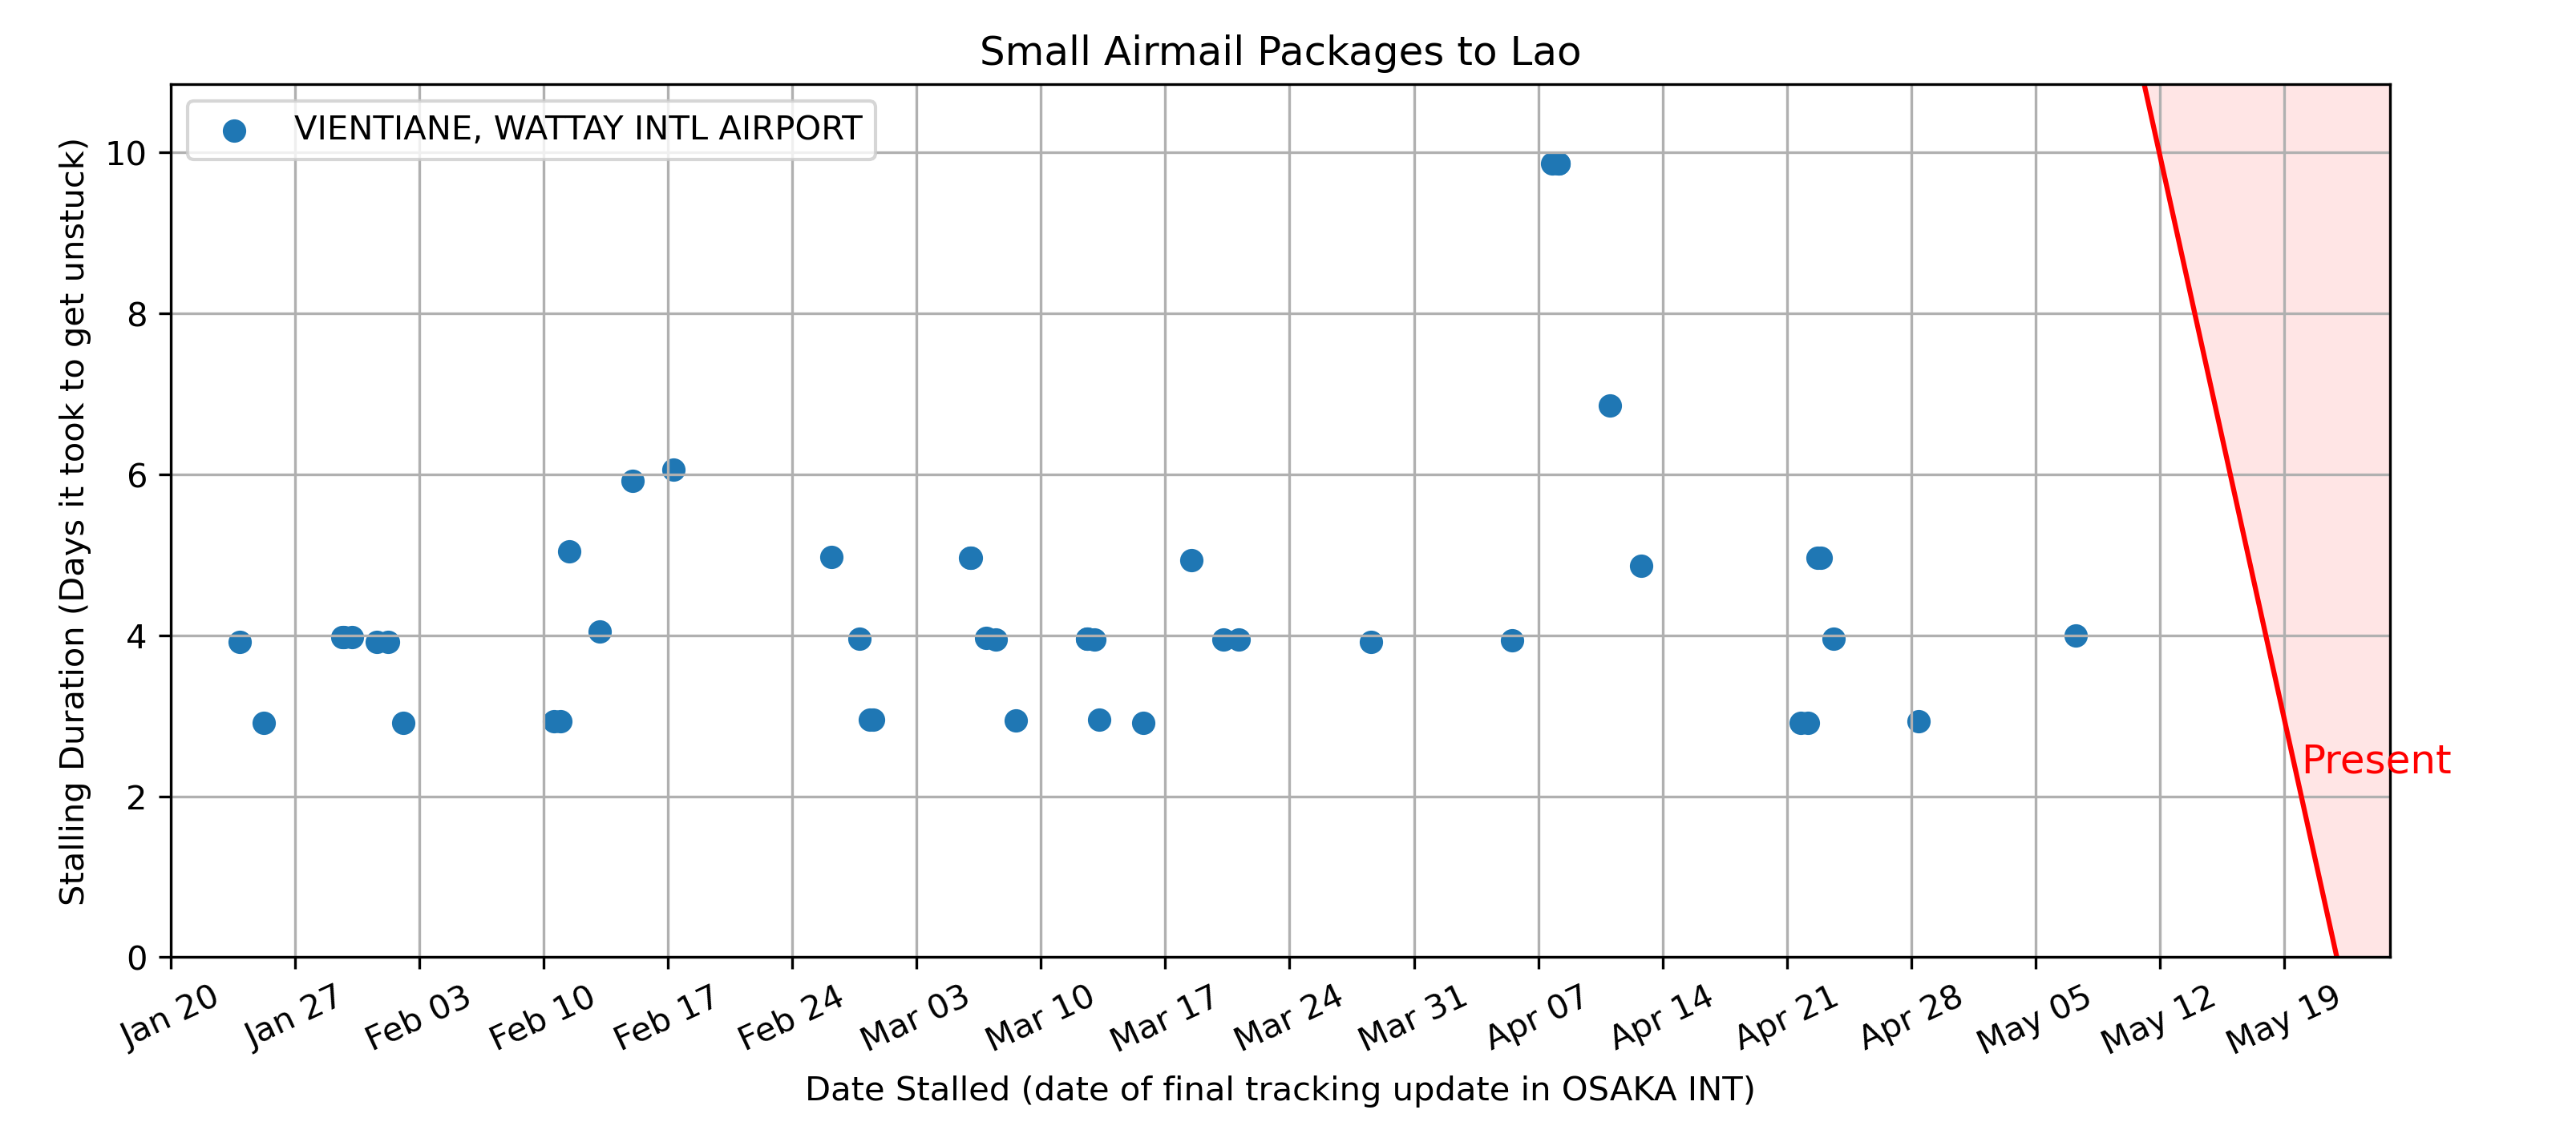 Small Airmail Packages to Lao
VIENTIANE, WATTAY INTL AIRPORT
Stalling Duration (Days it took to get unstuck)
10
8
6
4
2
0
Present
Jan 20
Jan 27
Feb 03
Feb 10
Feb 17
Feb 24
Mar 03
Mar 10
Mar 17
Mar 24
Mar 31
Apr 07
Apr 14
Apr 21
Apr 28
May 05
May 12
May 19
Date Stalled (date of final tracking update in OSAKA INT)